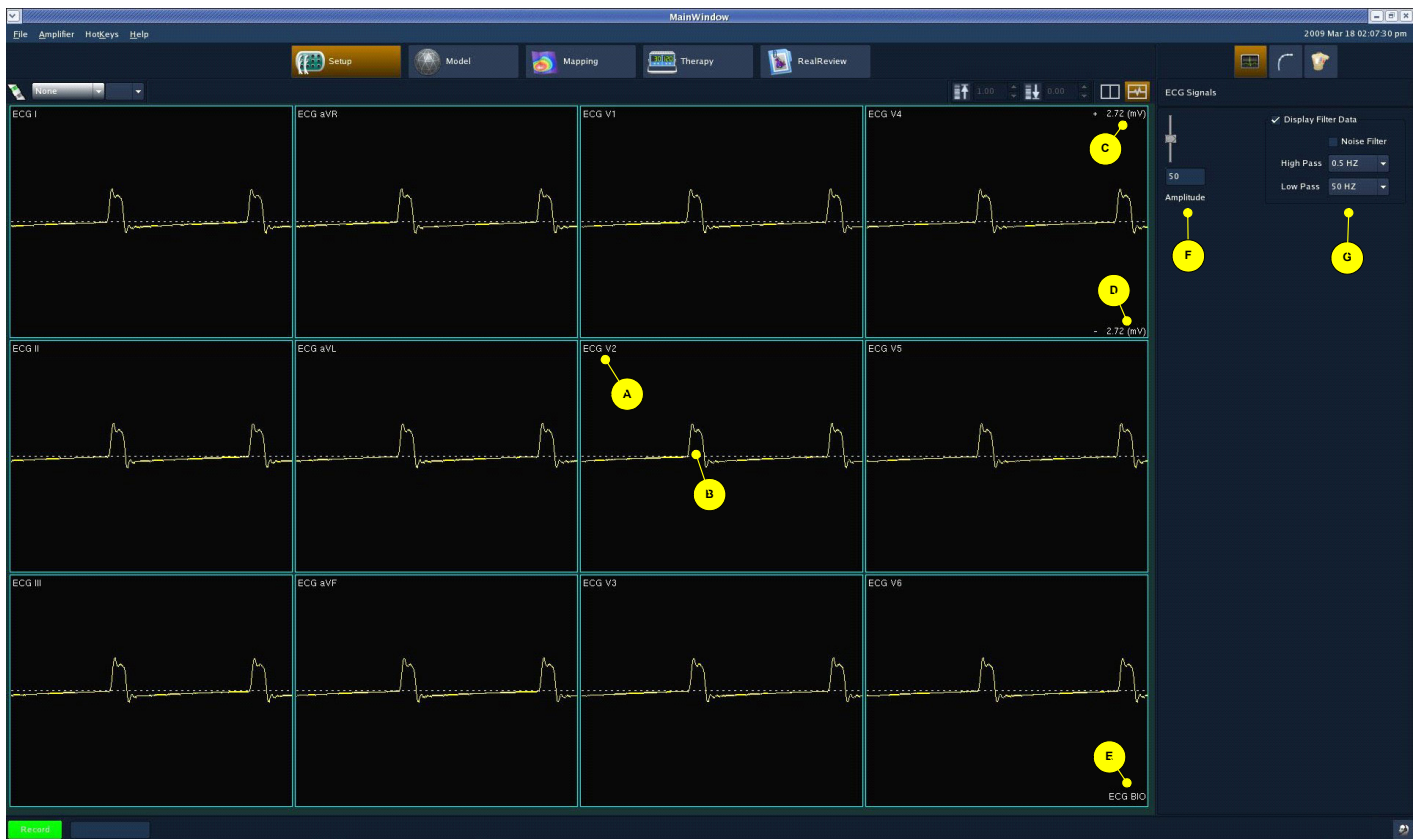 MainWindow
File Amplifier HotKeys Help
2009 Mar 18 02:07:30 pm
Setup Model Mapping Therapy RealReview
None
1.00 0.00
ECG Signals
ECG I
ECG aVR
ECG V1
ECG V4
+ 2.72 (mV)
C
D
- 2.72 (mV)
Display Filter Data
Noise Filter
High Pass 0.5 HZ
Low Pass 50 HZ
50
Amplitude
F
G
ECG II
ECG aVL
ECG V2
A
B
ECG V5
ECG III
ECG aVF
ECG V3
ECG V6
E
ECG BIO
Record